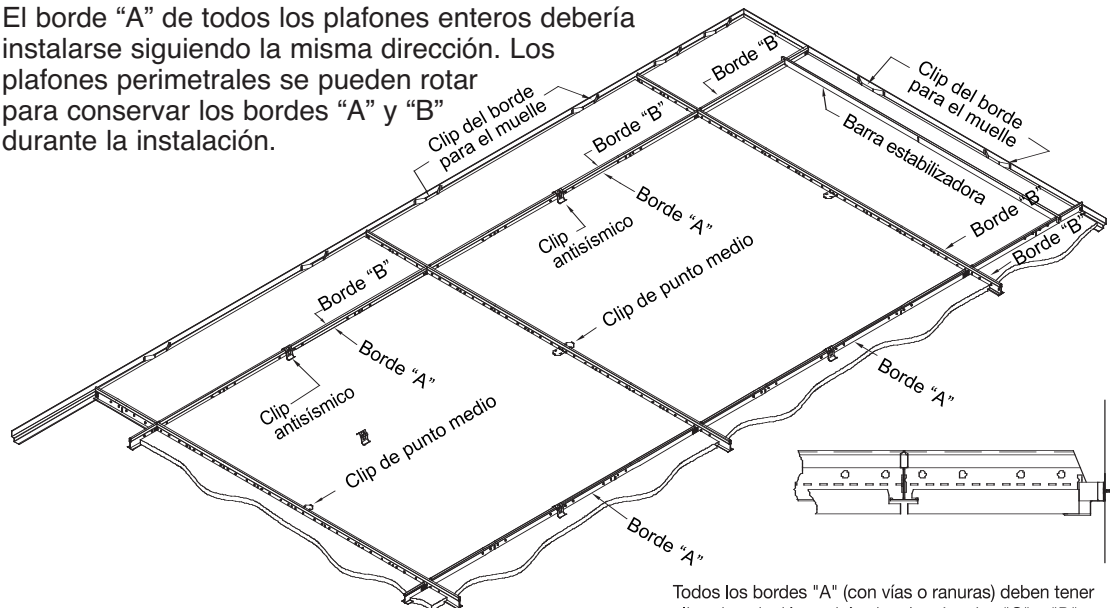 El borde “A” de todos los plafones enteros debería
instalarse siguiendo la misma dirección. Los
plafones perimetrales se pueden rotar
para conservar los bordes “A” y “B”
durante la instalación.
Clip del borde
para el muelle
Borde “B”
Borde “B”
Clip del borde
para el muelle
Barra estabilizadora
Borde “B”
Borde “B”
Borde “A”
Clip
antisísmico
Clip de punto medio
Borde “B”
Borde “A”
Clip
antisísmico
Clip de punto medio
Borde “A”
Borde “A”
Todos los bordes "A" (con vías o ranuras) deben tener